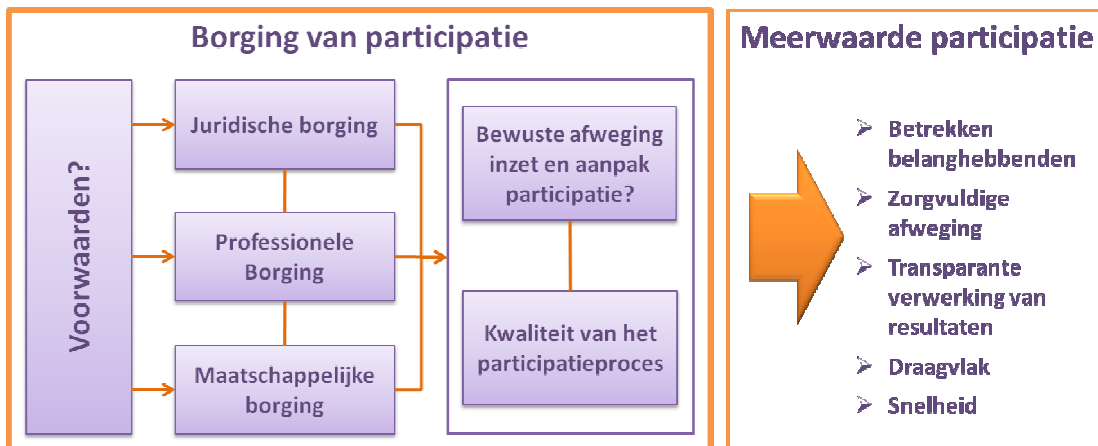 Borging van participatie
Voorwaarden?
Juridische borging
Professionele
Borging
Maatschappelijke
borging
Bewuste afweging
inzet en aanpak
participatie?
Kwaliteit van het
participatieproces
Meerwaarde participatie
➢ Betrekken
belanghebbenden
➢ Zorgvuldige
afweging
➢ Transparante
verwerking van
resultaten
➢ Draagvlak
➢ Snelheid